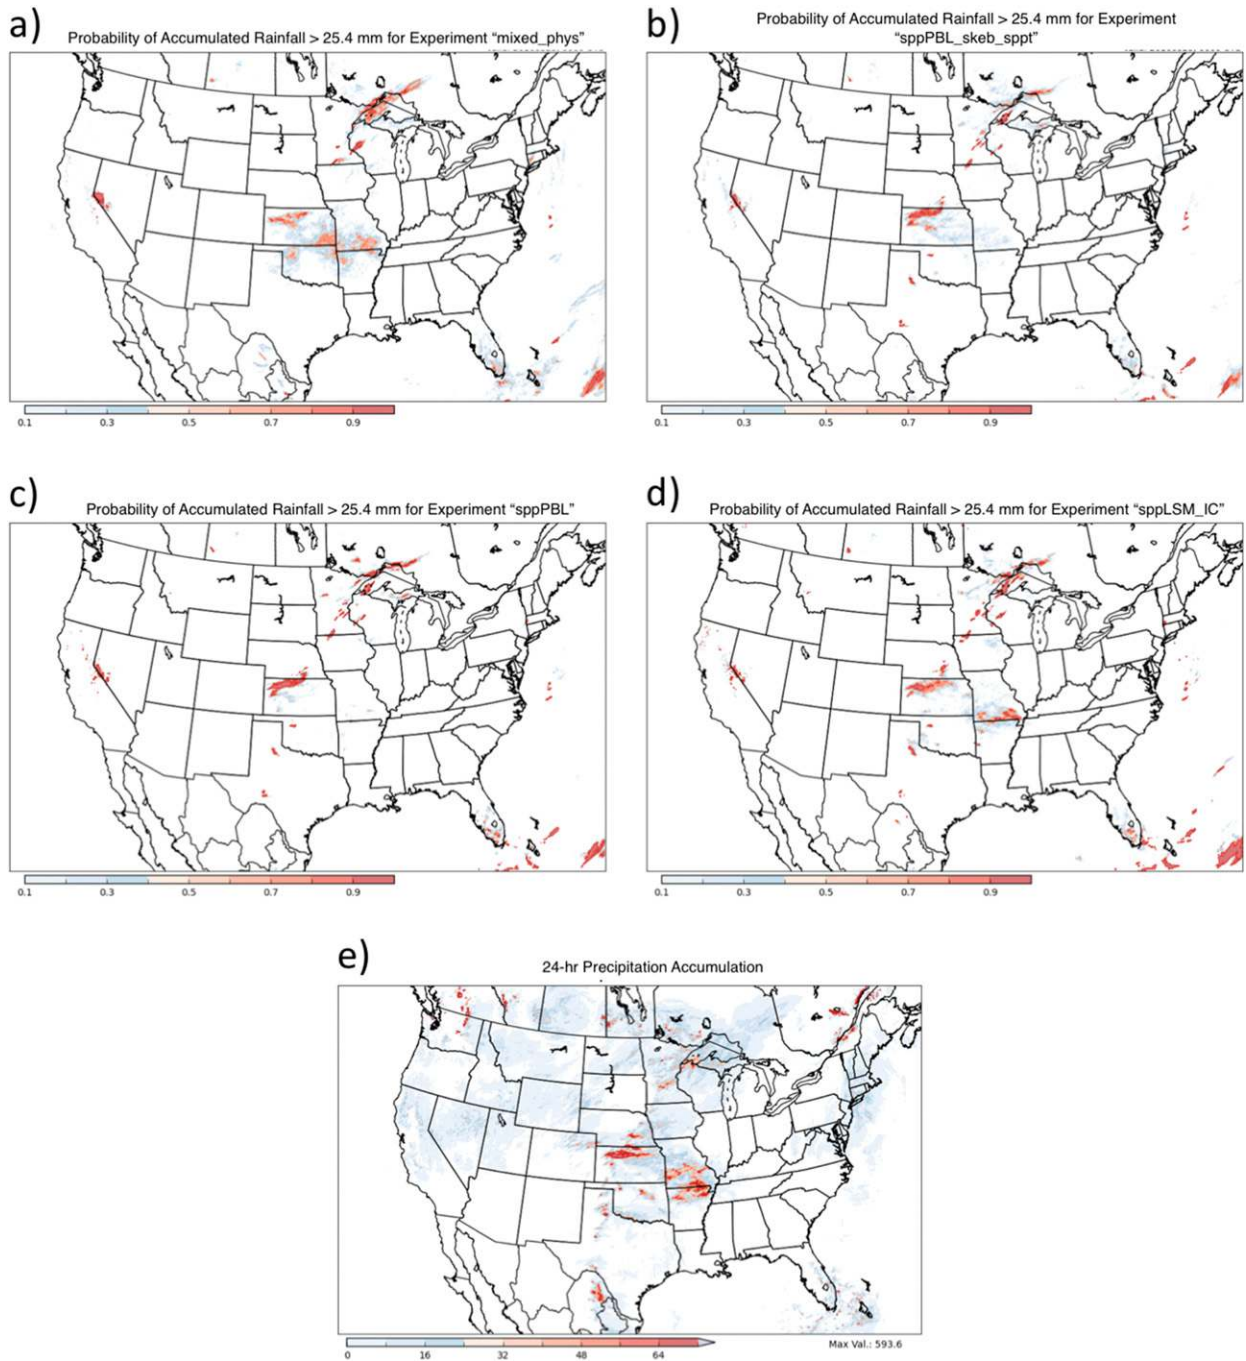 a)
Probability of Accumulated Rainfall > 25.4 mm for Experiment “mixed_phys”
0.1 0.3 0.5 0.7 0.9
b)
Probability of Accumulated Rainfall > 25.4 mm for Experiment
“sppPBL_skeb_sppt”
0.1 0.3 0.7 0.9
c)
Probability of Accumulated Rainfall > 25.4 mm for Experiment “sppPBL”
0.1 0.3 0.5 0.7 0.9
d)
Probability of Accumulated Rainfall > 25.4 mm for Experiment “sppLSM_IC”
0.1 0.3 0.7 0.9
e)
24-hr Precipitation Accumulation
0 16 32 48 64
Max Val.: 593.6